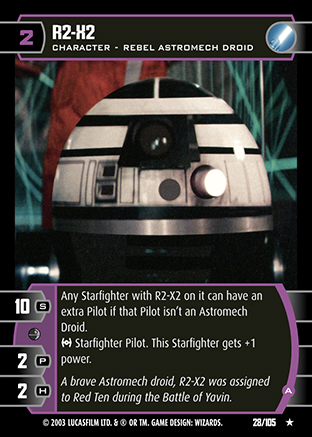 2
R2-X2
CHARACTER - REBEL ASTROMECH DROID
10 S
2 P
2 H
Any Starfighter with R2-X2 on it can have an
extra Pilot if that Pilot isn't an Astromech
Droid.
Starfighter Pilot. This Starfighter gets +1
power.
A brave Astromech droid, R2-X2 was assigned
to Red Ten during the Battle of Yavin.
A
© 2003 LUCASFILM LTD. & ® OR TM. GAME DESIGN: WIZARDS.
28/105 ★